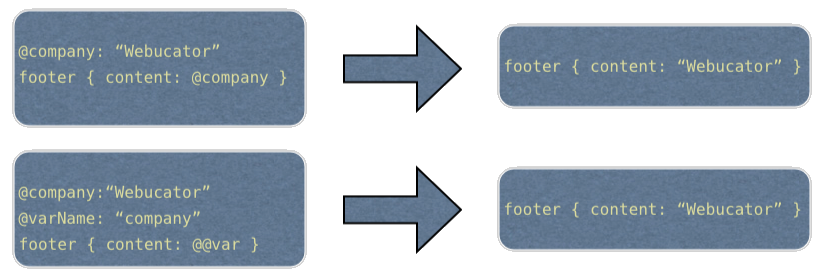 @company: “Webucator”
footer { content: @company }
footer { content: “Webucator” }
@company:“Webucator”
@varName: “company”
footer { content: @@var }
footer { content: “Webucator” }